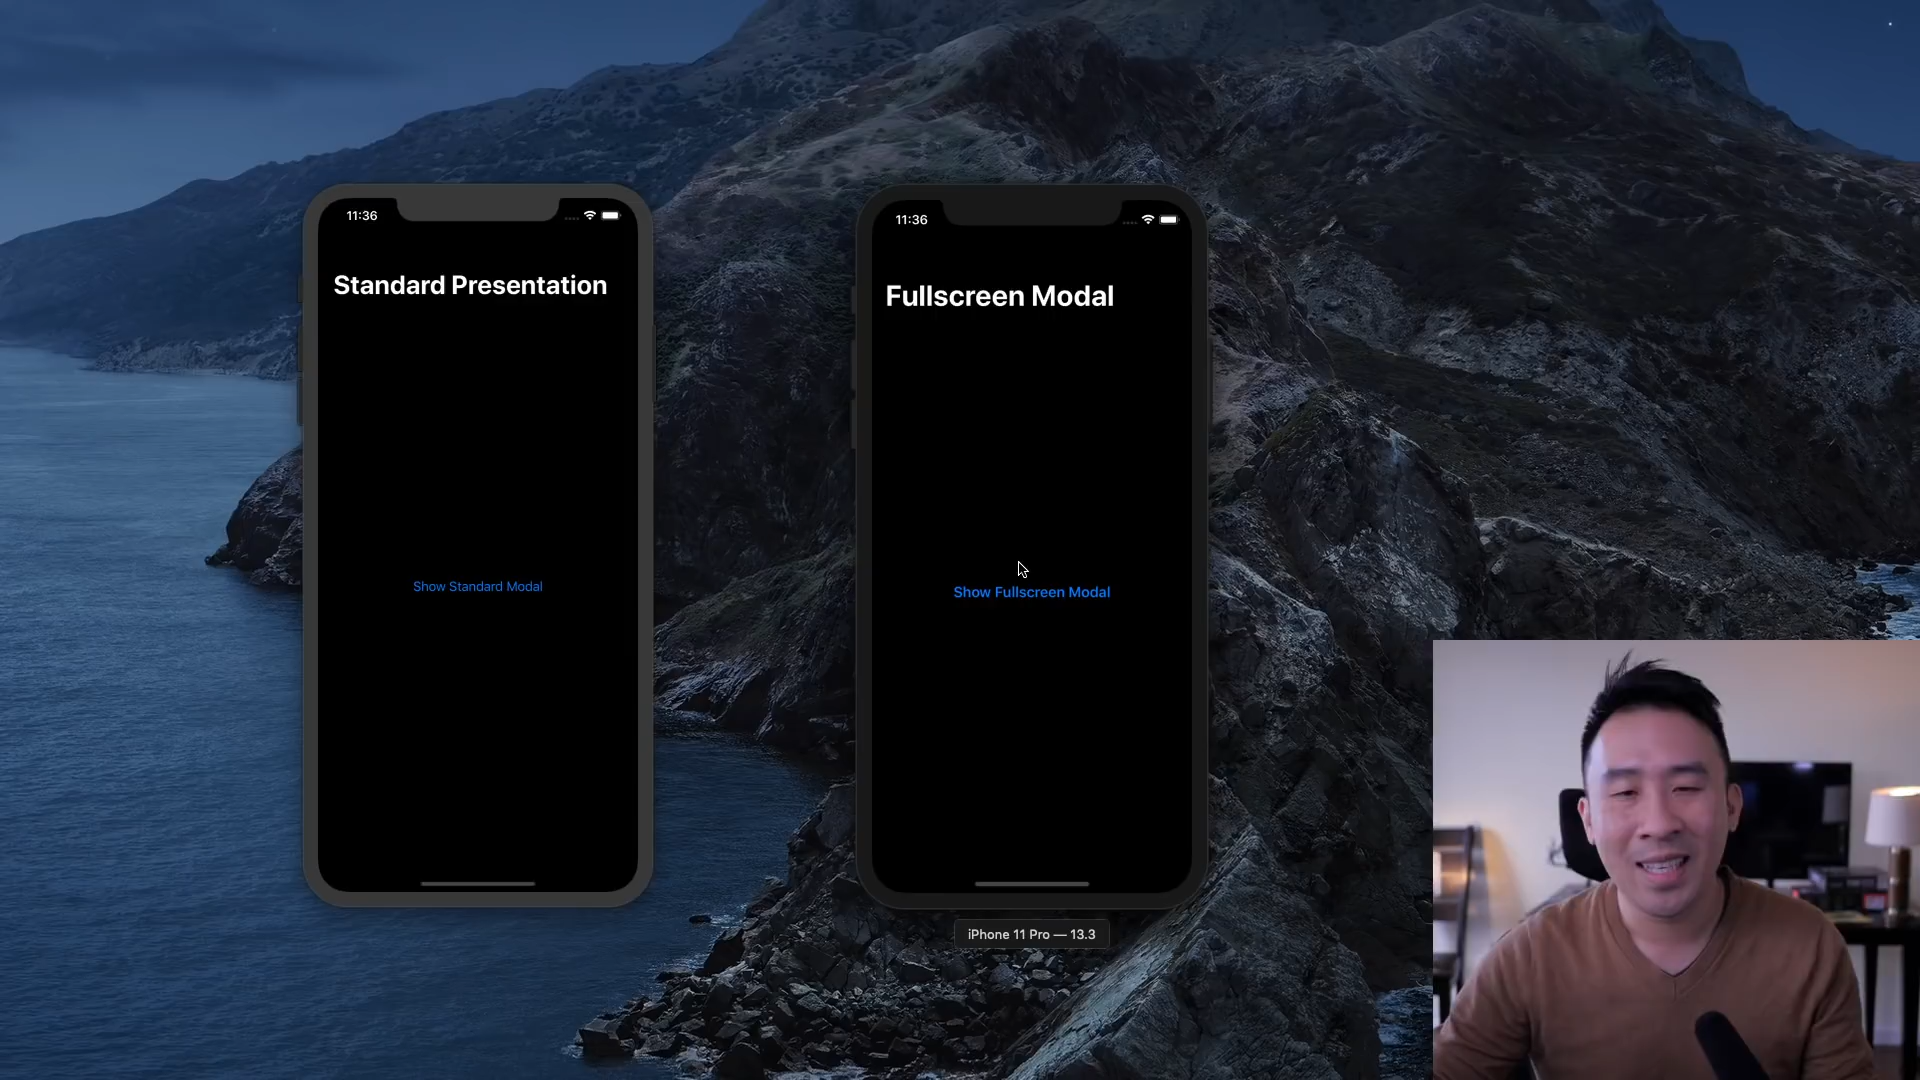 11:36
Standard Presentation
Show Standard Modal
11:36
Fullscreen Modal
Show Fullscreen Modal
iPhone 11 Pro — 13.3